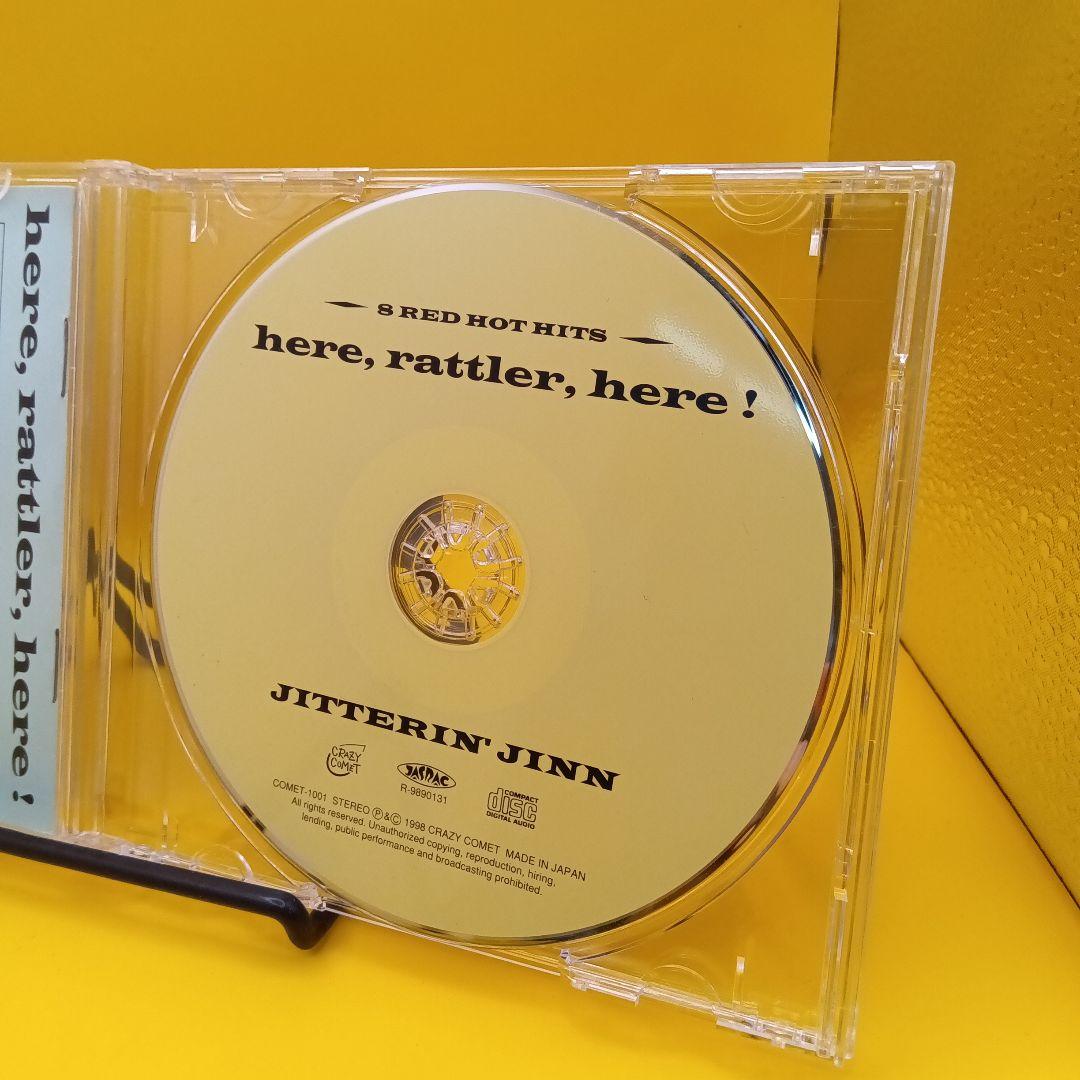 here, rattler, here !
8 RED HOT HITS
here, rattler, here !
JITTERIN' JINN
CRAZY COMET
JASRAC
R-9890131
COMPACT
disc
DIGITAL AUDIO
COMET-1001 STEREO Ⓟ&Ⓒ 1998 CRAZY COMET MADE IN JAPAN
All rights reserved. Unauthorized copying, reproduction, hiring,
lending, public performance and broadcasting prohibited.